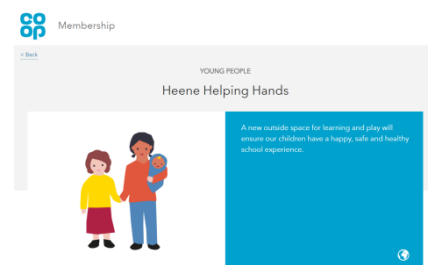 co
op
Membership
< Back
YOUNG PEOPLE
Heene Helping Hands
A new outside space for learning and play will
ensure our children have a happy, safe and healthy
school experience.